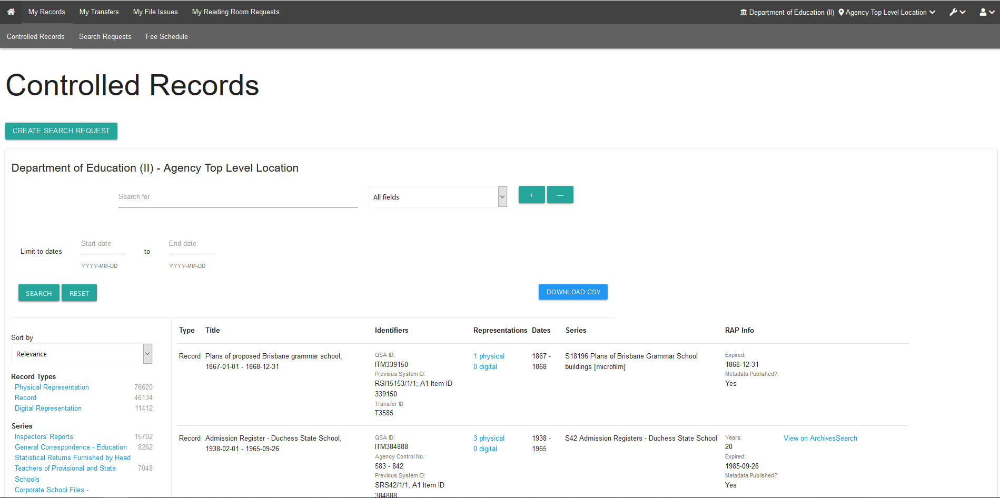 My Records My Transfers My File Issues My Reading Room Requests Department of Education (II) Agency Top Level Location
Controlled Records Search Requests Fee Schedule
Controlled Records
CREATE SEARCH REQUEST
Department of Education (II) - Agency Top Level Location
Search for All fields + —
Limit to dates Start date to End date
YYYY-MM-DD YYYY-MM-DD
SEARCH RESET DOWNLOAD CSV
Sort by
Relevance
Record Types
Physical Representation 76620
Record 46134
Digital Representation 11412
Series
Inspectors' Reports 15702
General Correspondence - Education 8262
Statistical Returns Furnished by Head
Teachers of Provisional and State 7048
Schools
Corporate School Files -
Type Title Identifiers Representations Dates Series RAP Info
Record
Plans of proposed Brisbane grammar school,
1867-01-01 - 1868-12-31
QSA ID:
ITM339150
Previous System ID:
RSI15153/1/1; A1 Item ID
339150
Transfer ID:
T3585
1 physical
0 digital
1867 -
1868
S18196 Plans of Brisbane Grammar School
buildings [microfilm]
Expired:
1868-12-31
Metadata Published?:
Yes
Record
Admission Register - Duchess State School,
1938-02-01 - 1965-09-26
QSA ID:
ITM384888
Agency Control No.:
583 - 842
Previous System ID:
SRS42/1/1; A1 Item ID
384888
3 physical
0 digital
1938 -
1965
S42 Admission Registers - Duchess State School
Years:
20
Expired:
1985-09-26
Metadata Published?:
Yes
View on ArchivesSearch